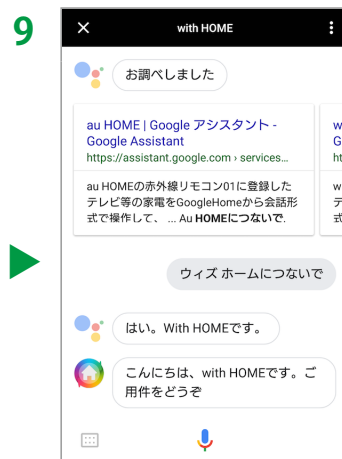 9
with HOME
お調べしました
au HOME | Google アシスタント -
Google Assistant
https://assistant.google.com › services...
au HOMEの赤外線リモコン01に登録した
テレビ等の家電をGoogleHomeから会話形
式で操作して、 ... Au HOMEにつないで.
w
G
ht
w
テ
式
ウィズ ホームにつないで
はい。With HOMEです。
こんにちは、with HOMEです。ご
用件をどうぞ